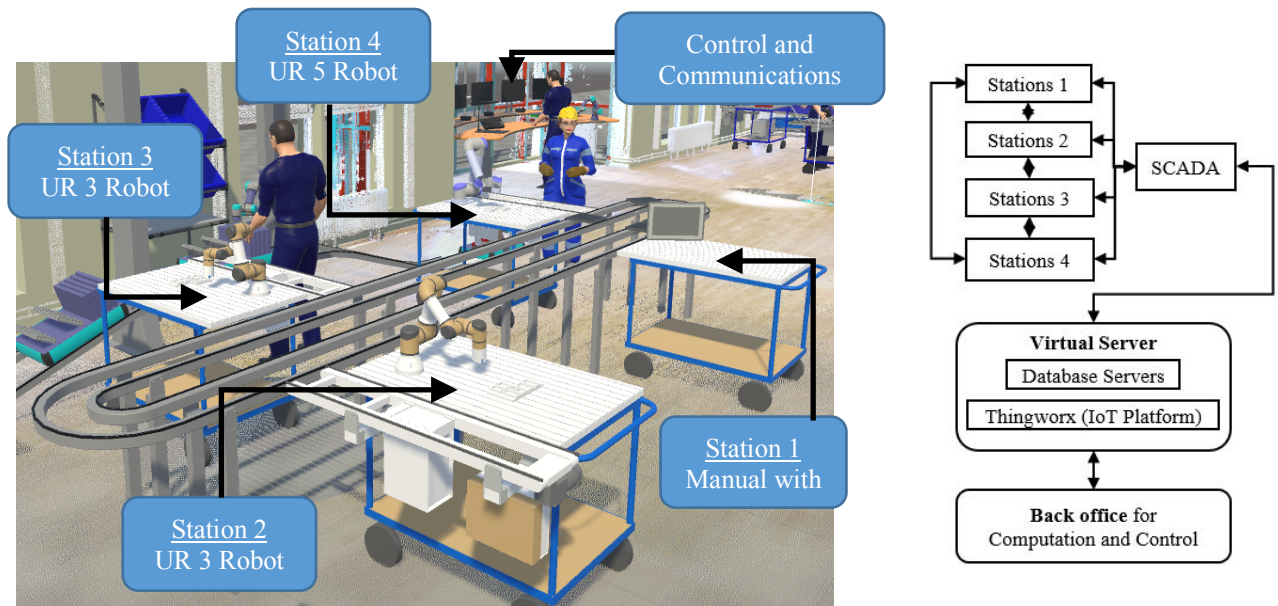 Station 4
UR 5 Robot
Control and
Communications
Station 3
UR 3 Robot
Station 1
Manual with
Station 2
UR 3 Robot
Stations 1
Stations 2
Stations 3
Stations 4
SCADA
Virtual Server
Database Servers
Thingworx (IoT Platform)
Back office for
Computation and Control